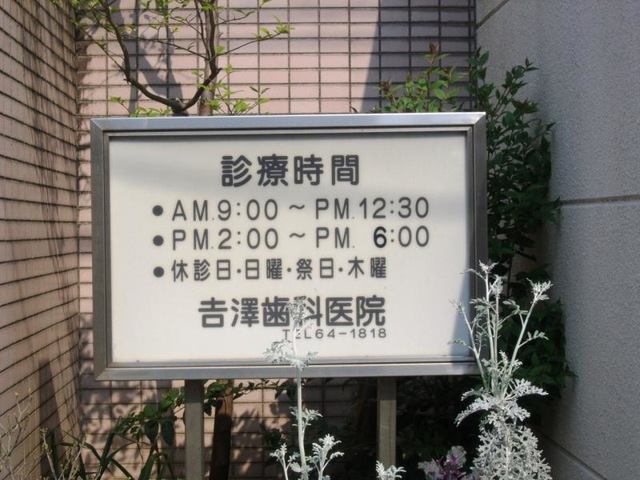 診療時間
●AM.9:00～PM.12:30
●PM.2:00～PM. 6:00
●休診日・日曜・祭日・木曜
𠮷澤歯科医院
TEL64-1818